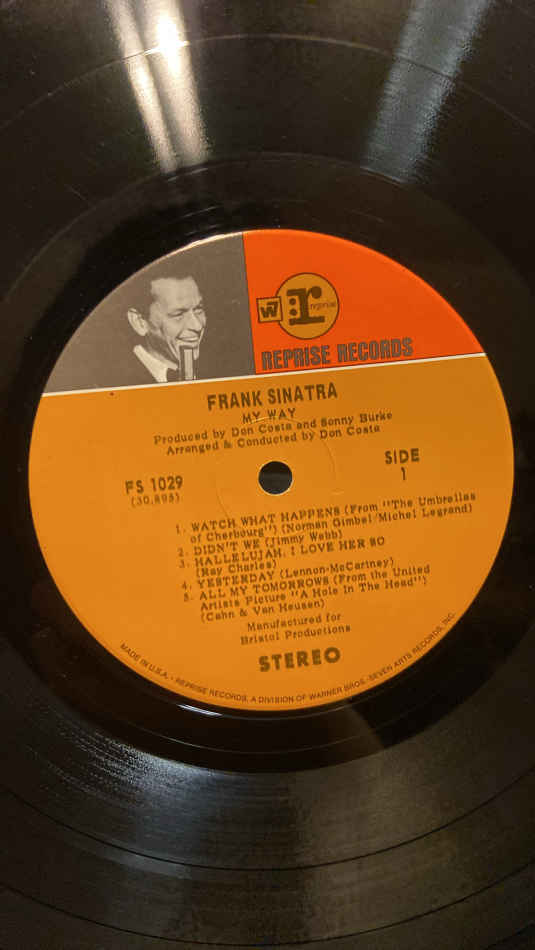 W7 r reprise
REPRISE RECORDS
FRANK SINATRA
MY WAY
Produced by Don Costa and Sonny Burke
Arranged & Conducted by Don Costa
FS 1029
(30,893)
SIDE
1
1. WATCH WHAT HAPPENS (From "The Umbrellas
of Cherbourg") (Norman Gimbel/Michel Legrand)
2. DIDN'T WE (Jimmy Webb)
3. HALLELUJAH, I LOVE HER SO
(Ray Charles)
4. YESTERDAY (Lennon-McCartney)
5. ALL MY TOMORROWS (From the United
Artists Picture "A Hole In The Head")
(Cahn & Van Heusen)
Manufactured for
Bristol Productions
STEREO
MADE IN U.S.A. • REPRISE RECORDS, A DIVISION OF WARNER BROS.-SEVEN ARTS RECORDS, INC.